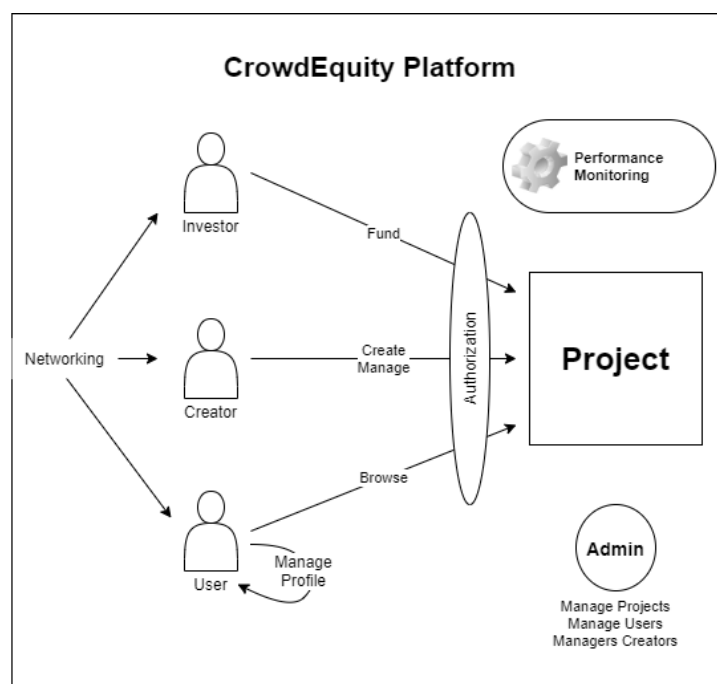 CrowdEquity Platform
Performance
Monitoring
Investor
Fund
Authorization
Networking
Create
Manage
Project
Creator
Browse
Manage
Profile
User
Admin
Manage Projects
Manage Users
Managers Creators